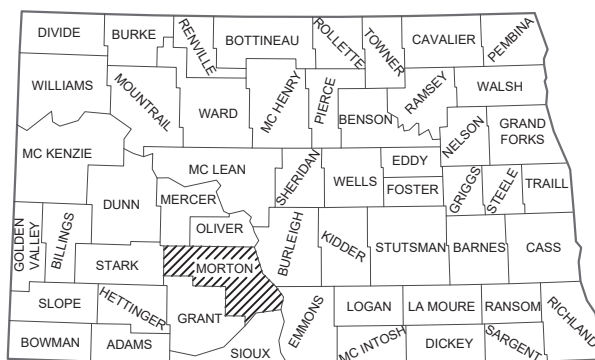 DIVIDE
BURKE
RENVILLE
BOTTINEAU
ROLLETTE
TOWNER
CAVALIER
PEMBINA
WILLIAMS
MOUNTRAIL
WARD
MC HENRY
PIERCE
BENSON
RAMSEY
WALSH
NELSON
GRAND
FORKS
MC KENZIE
MC LEAN
SHERIDAN
WELLS
EDDY
FOSTER
GRIGGS
STEELE
TRAILL
DUNN
MERCER
OLIVER
GOLDEN
VALLEY
BILLINGS
STARK
MORTON
BURLEIGH
KIDDER
STUTSMAN
BARNES
CASS
SLOPE
HETTINGER
GRANT
EMMONS
LOGAN
LA MOURE
RANSOM
RICHLAND
BOWMAN
ADAMS
SIOUX
MC INTOSH
DICKEY
SARGENT